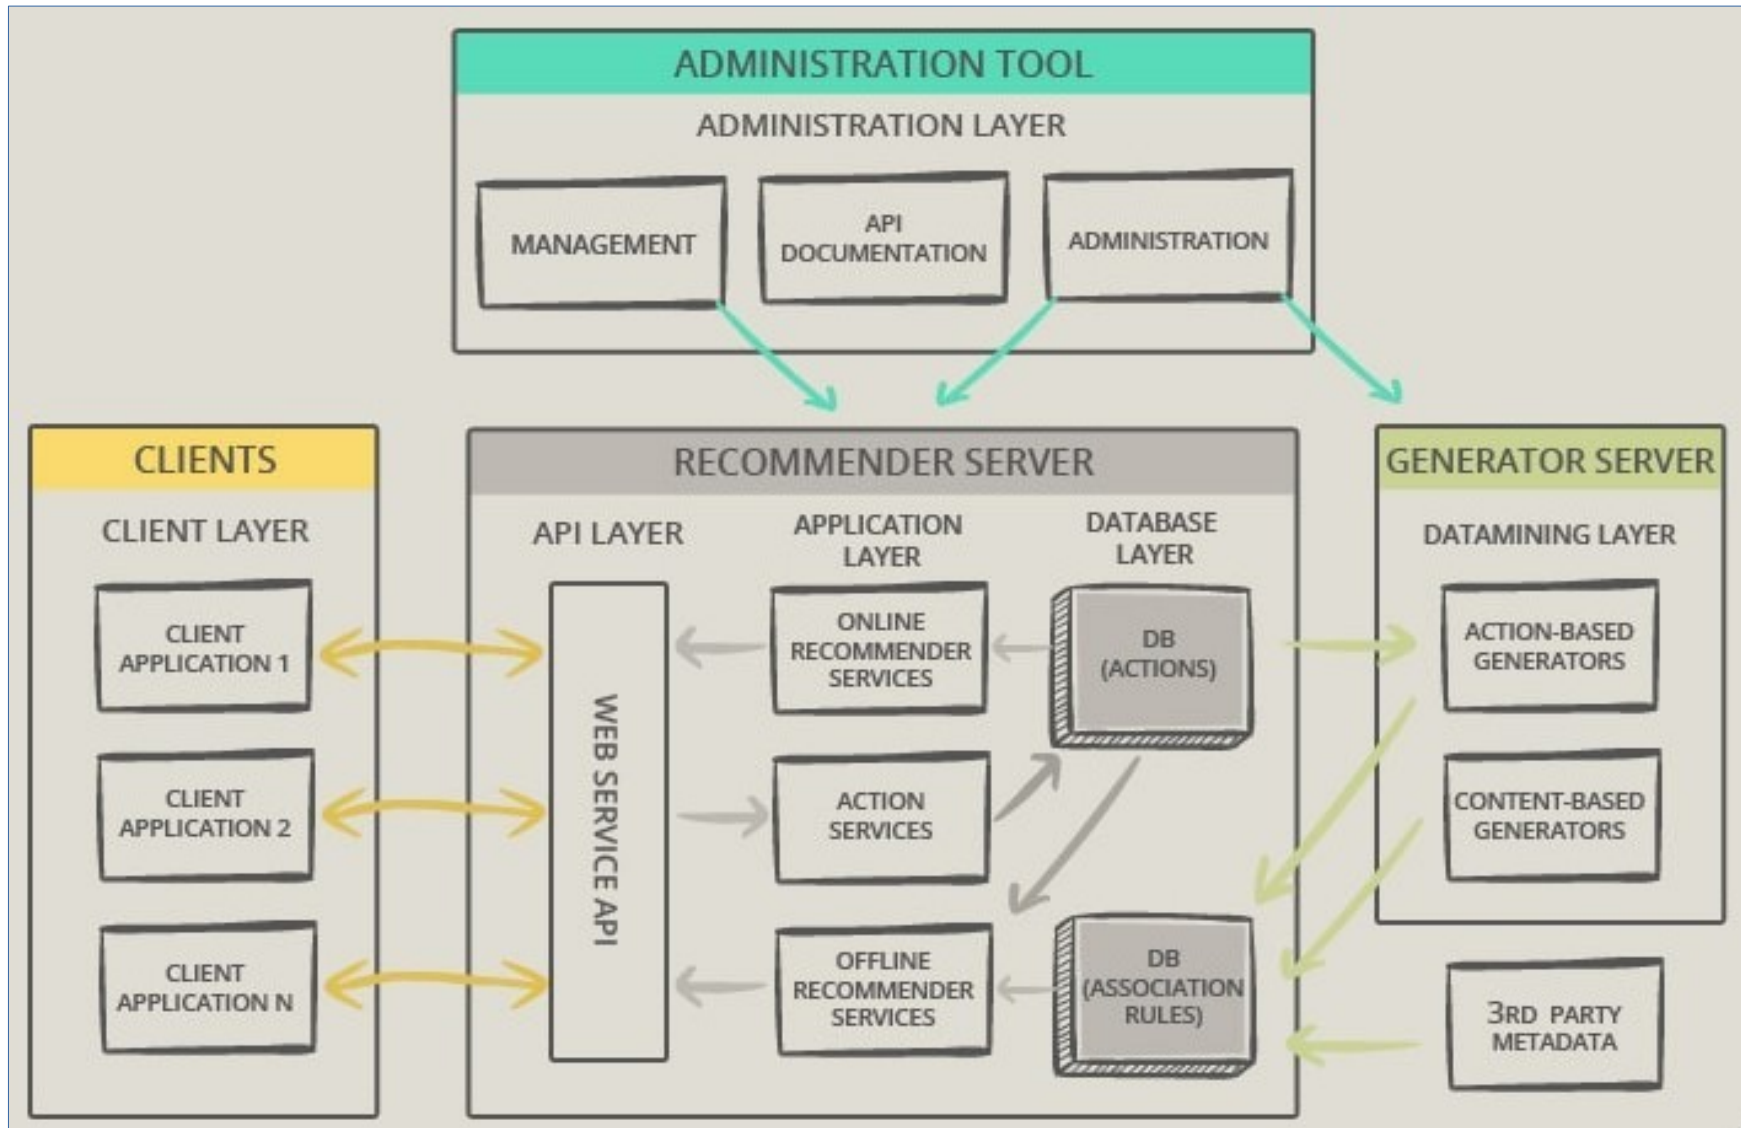 ADMINISTRATION TOOL
ADMINISTRATION LAYER
MANAGEMENT
API
DOCUMENTATION
ADMINISTRATION
CLIENTS
CLIENT LAYER
CLIENT
APPLICATION 1
CLIENT
APPLICATION 2
CLIENT
APPLICATION N
RECOMMENDER SERVER
API LAYER
WEB SERVICE API
APPLICATION
LAYER
ONLINE
RECOMMENDER
SERVICES
ACTION
SERVICES
OFFLINE
RECOMMENDER
SERVICES
DATABASE
LAYER
DB
(ACTIONS)
DB
(ASSOCIATION
RULES)
GENERATOR SERVER
DATAMINING LAYER
ACTION-BASED
GENERATORS
CONTENT-BASED
GENERATORS
3RD PARTY
METADATA